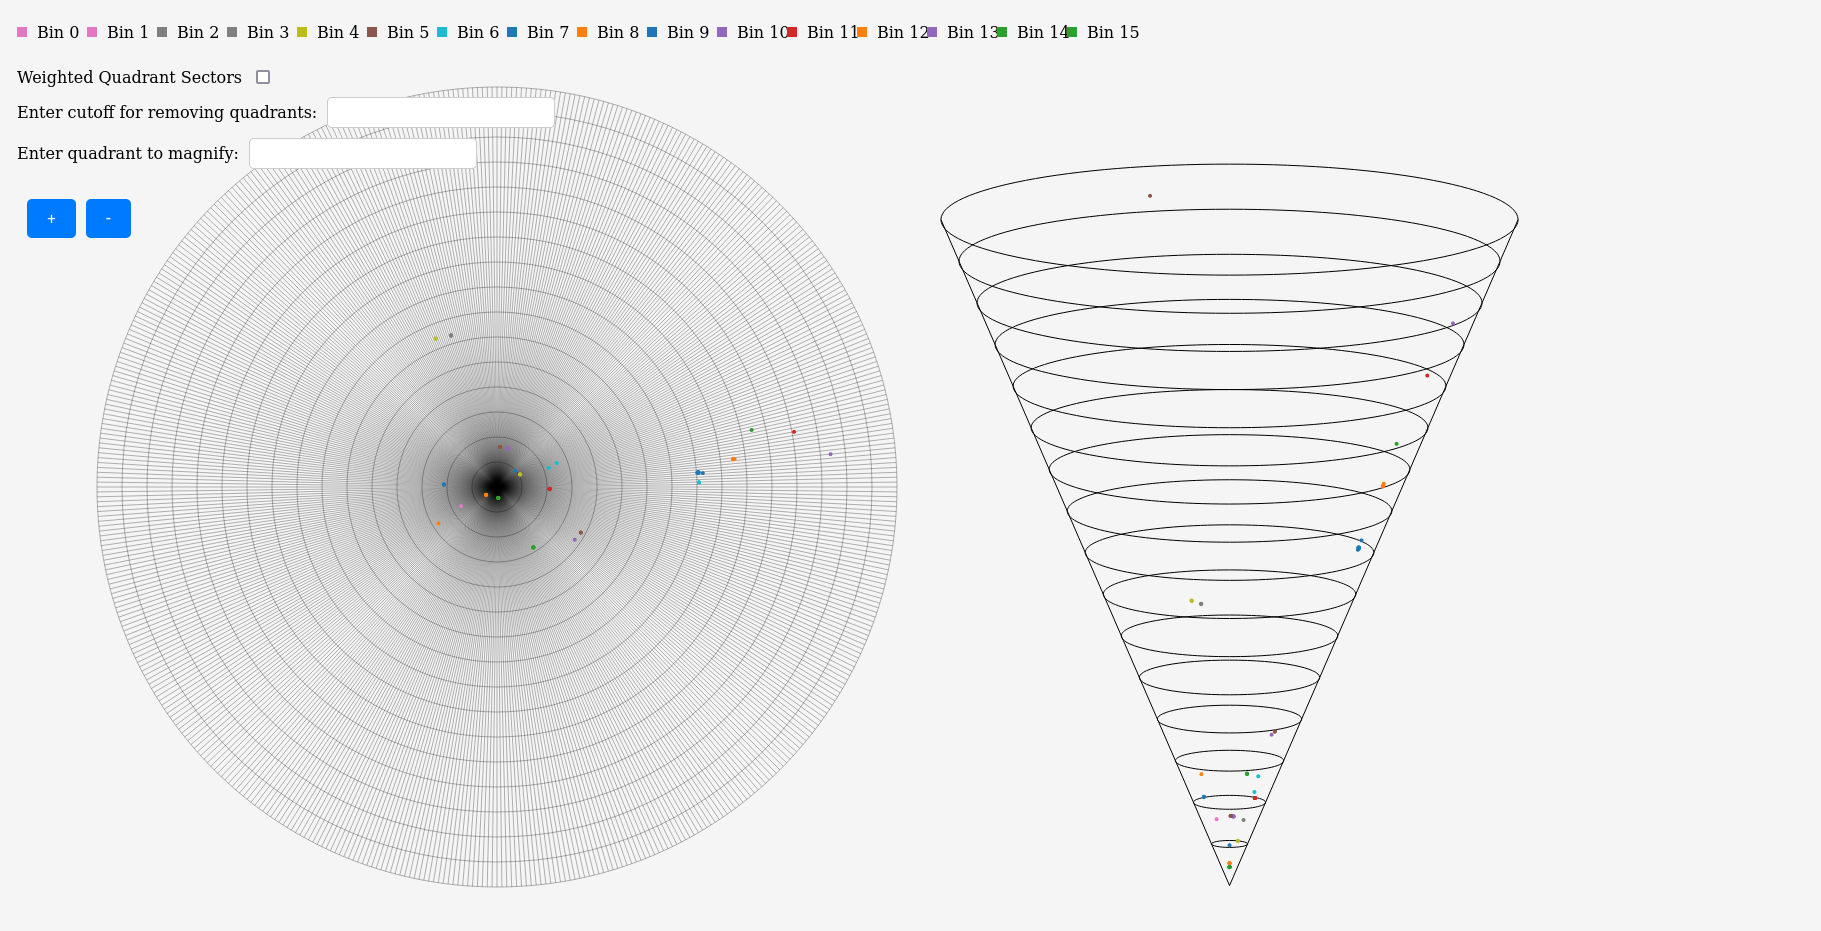 Bin 0 Bin 1 Bin 2 Bin 3 Bin 4 Bin 5 Bin 6 Bin 7 Bin 8 Bin 9 Bin 10 Bin 11 Bin 12 Bin 13 Bin 14 Bin 15
Weighted Quadrant Sectors
Enter cutoff for removing quadrants:
Enter quadrant to magnify:
+ -